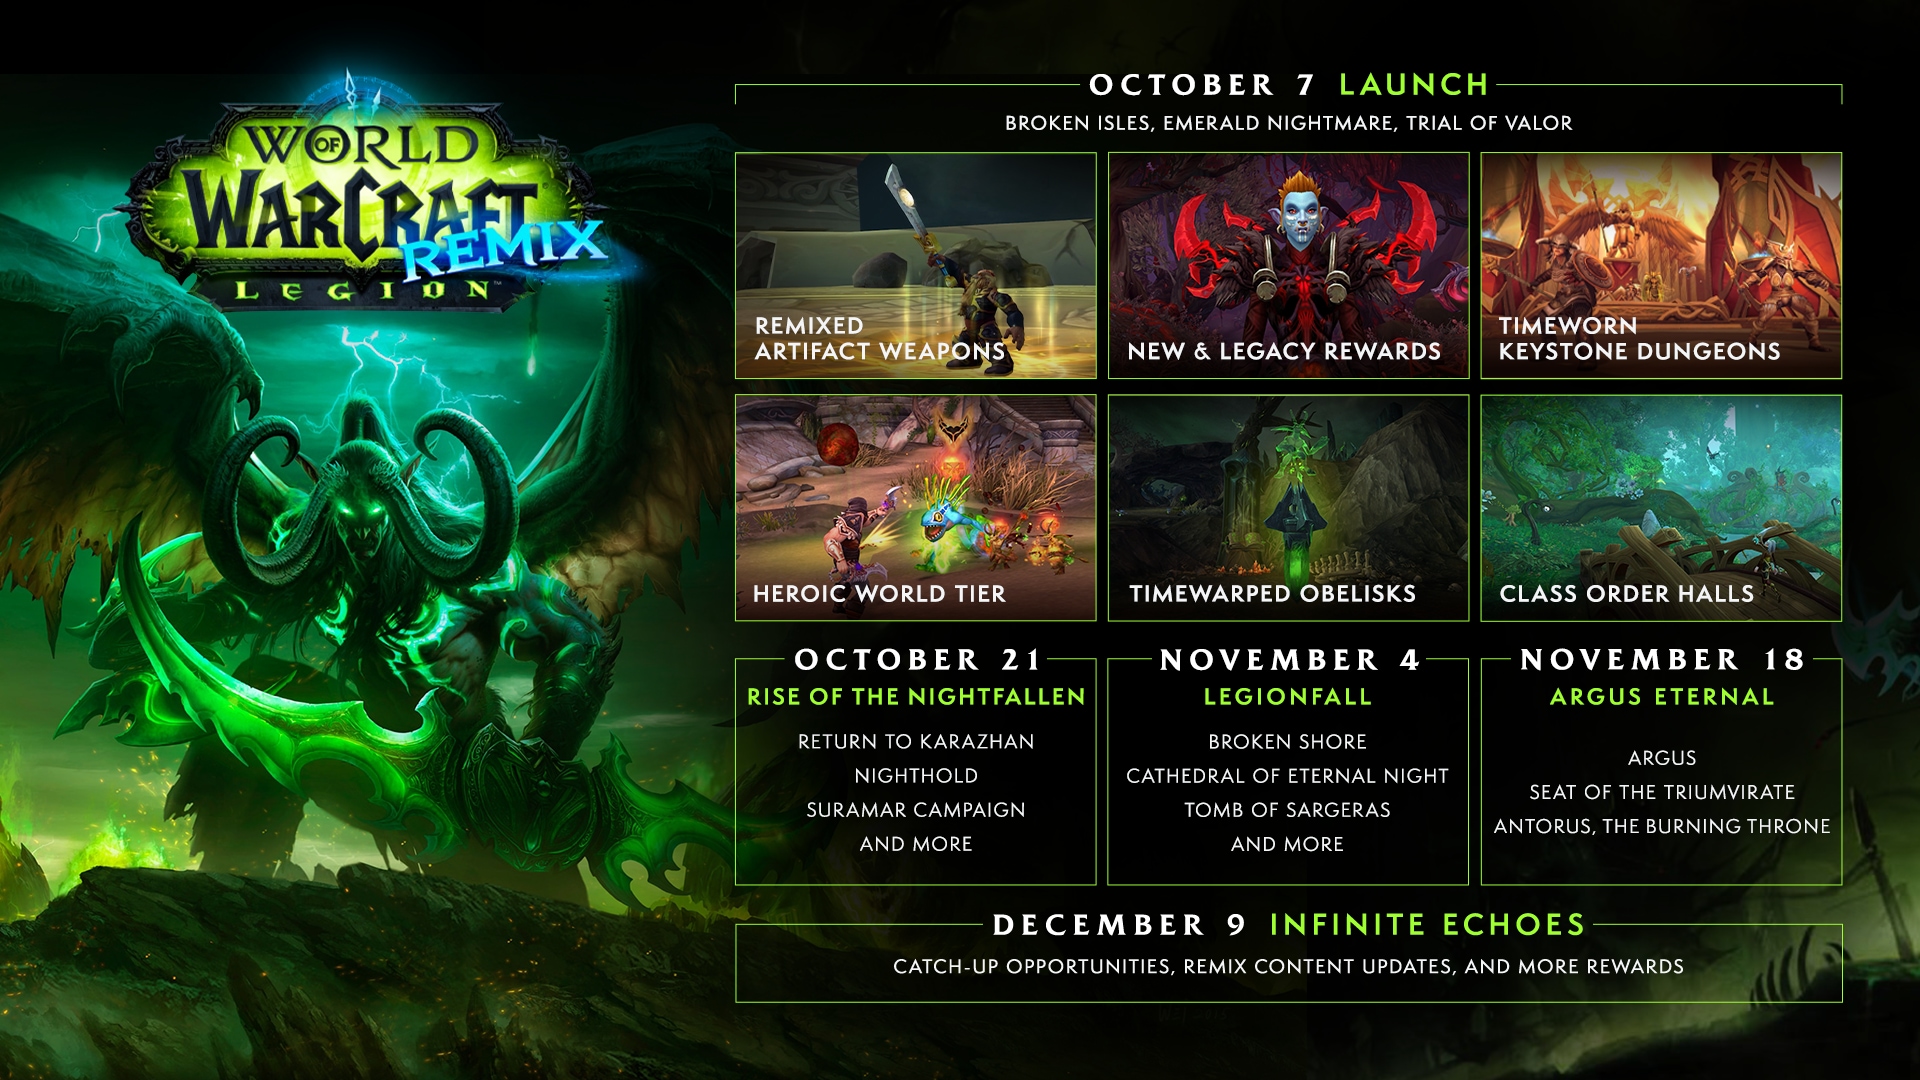 WORLD
OF
WARCRAFT
REMIX
LEGION™
OCTOBER 7 LAUNCH
BROKEN ISLES, EMERALD NIGHTMARE, TRIAL OF VALOR
REMIXED
ARTIFACT WEAPONS
NEW & LEGACY REWARDS
TIMEWORN
KEYSTONE DUNGEONS
HEROIC WORLD TIER
TIMEWARPED OBELISKS
CLASS ORDER HALLS
OCTOBER 21
RISE OF THE NIGHTFALLEN
RETURN TO KARAZHAN
NIGHTHOLD
SURAMAR CAMPAIGN
AND MORE
NOVEMBER 4
LEGIONFALL
BROKEN SHORE
CATHEDRAL OF ETERNAL NIGHT
TOMB OF SARGERAS
AND MORE
NOVEMBER 18
ARGUS ETERNAL
ARGUS
SEAT OF THE TRIUMVIRATE
ANTORUS, THE BURNING THRONE
DECEMBER 9 INFINITE ECHOES
CATCH-UP OPPORTUNITIES, REMIX CONTENT UPDATES, AND MORE REWARDS